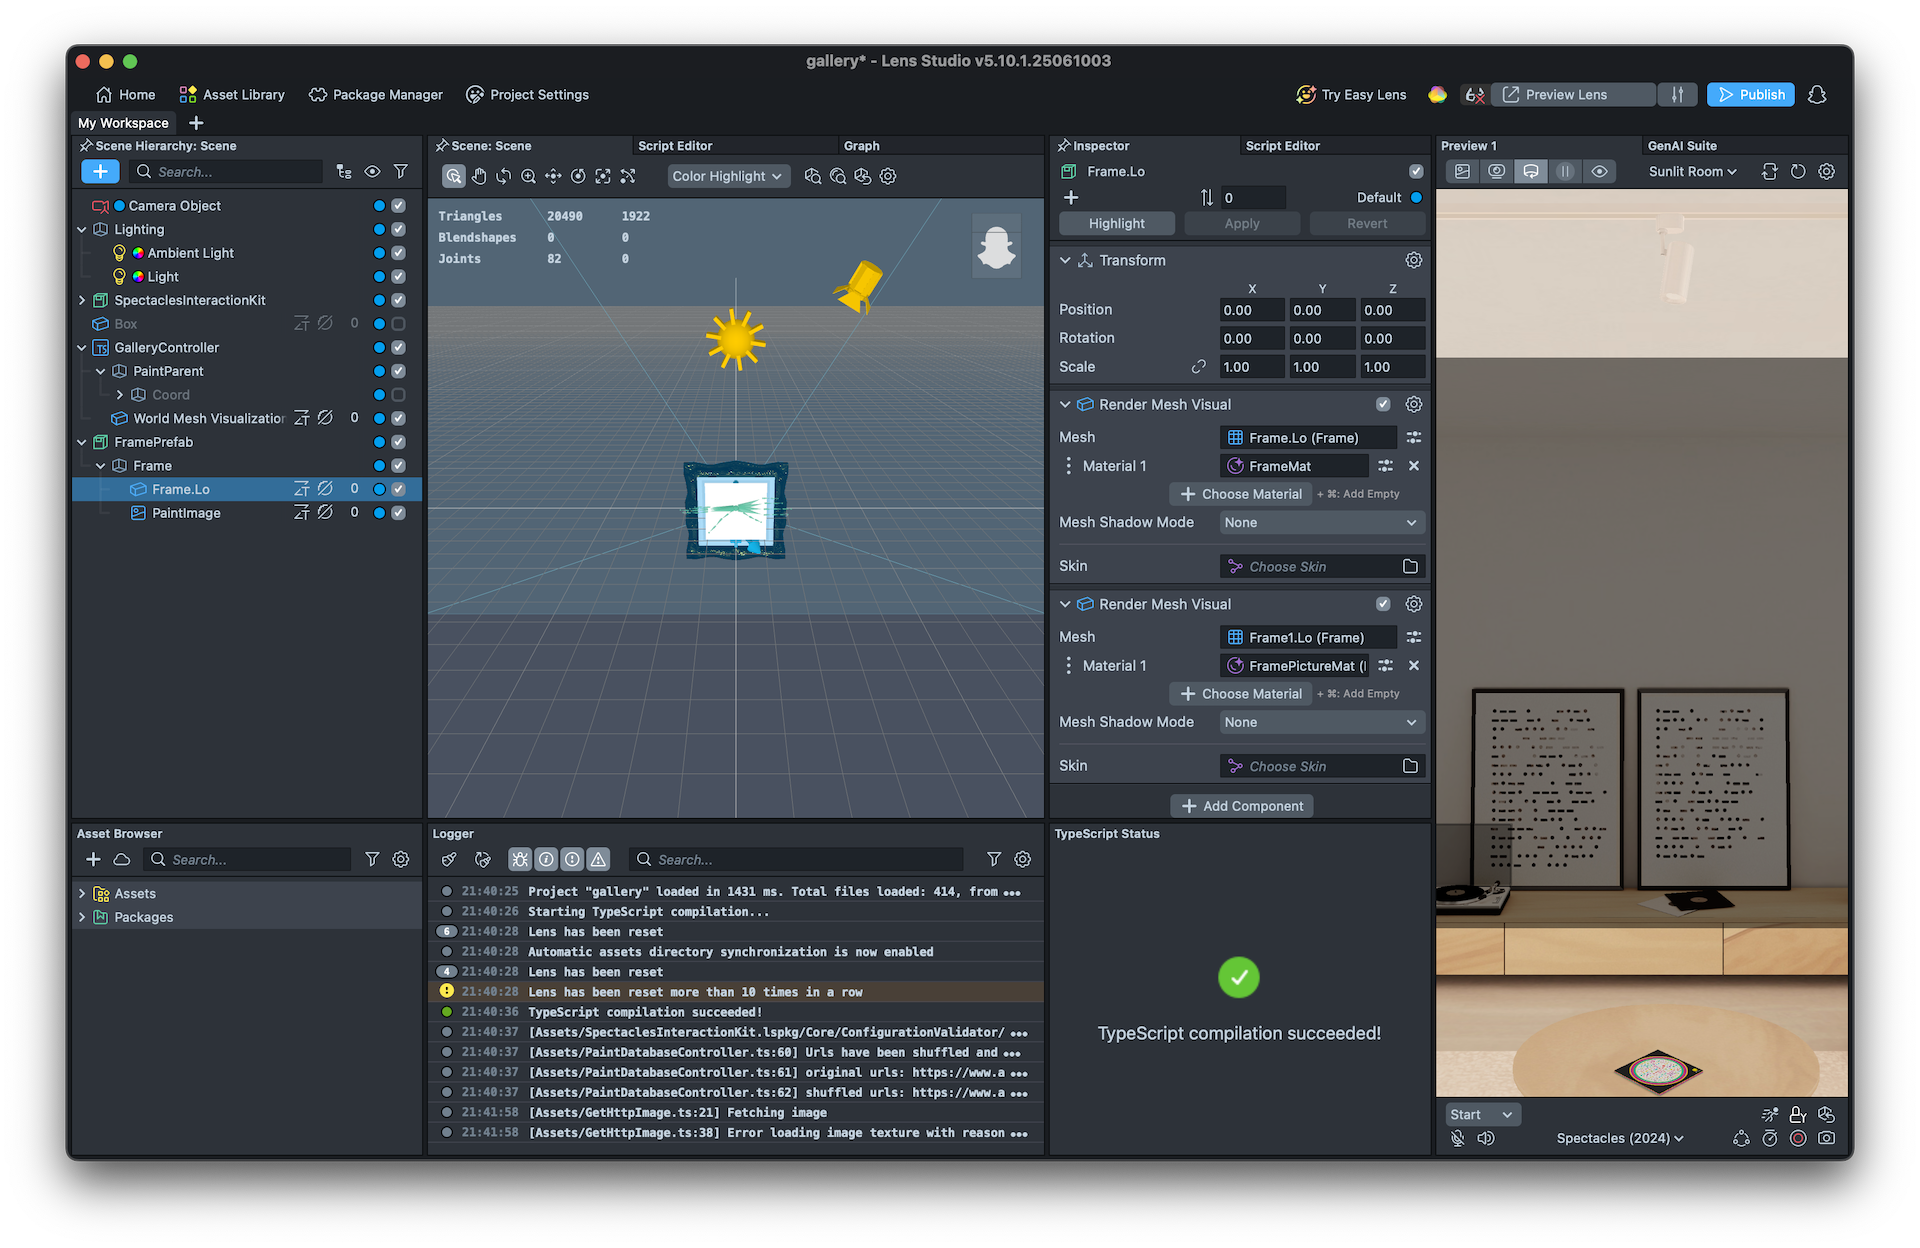 gallery* - Lens Studio v5.10.1.25061003
Home
Asset Library
Package Manager
Project Settings
Try Easy Lens
Preview Lens
Publish
My Workspace
Scene Hierarchy: Scene
Search...
Camera Object
Lighting
Ambient Light
Light
SpectaclesInteractionKit
Box 0
GalleryController
PaintParent
Coord
World Mesh Visualization 0
FramePrefab
Frame
Frame.Lo 0
PaintImage 0
Scene: Scene
Script Editor
Graph
Color Highlight
Triangles 20490 1922
Blendshapes 0 0
Joints 82 0
Inspector
Script Editor
Frame.Lo
0
Default
Highlight
Apply
Revert
Transform
X Y Z
Position 0.00 0.00 0.00
Rotation 0.00 0.00 0.00
Scale 1.00 1.00 1.00
Render Mesh Visual
Mesh Frame.Lo (Frame)
Material 1 FrameMat
Choose Material + ⌘: Add Empty
Mesh Shadow Mode None
Skin Choose Skin
Render Mesh Visual
Mesh Frame1.Lo (Frame)
Material 1 FramePictureMat (
Choose Material + ⌘: Add Empty
Mesh Shadow Mode None
Skin Choose Skin
Add Component
Preview 1
GenAI Suite
Sunlit Room
Asset Browser
Search...
Assets
Packages
Logger
Search...
21:40:25 Project "gallery" loaded in 1431 ms. Total files loaded: 414, from •••
21:40:26 Starting TypeScript compilation...
6 21:40:28 Lens has been reset
21:40:28 Automatic assets directory synchronization is now enabled
4 21:40:28 Lens has been reset
21:40:28 Lens has been reset more than 10 times in a row
21:40:36 TypeScript compilation succeeded!
21:40:37 [Assets/SpectaclesInteractionKit.lspkg/Core/ConfigurationValidator/ •••
21:40:37 [Assets/PaintDatabaseController.ts:60] Urls have been shuffled and •••
21:40:37 [Assets/PaintDatabaseController.ts:61] original urls: https://www.a •••
21:40:37 [Assets/PaintDatabaseController.ts:62] shuffled urls: https://www.a •••
21:41:58 [Assets/GetHttpImage.ts:21] Fetching image
21:41:58 [Assets/GetHttpImage.ts:38] Error loading image texture with reason •••
TypeScript Status
TypeScript compilation succeeded!
Start
Spectacles (2024)